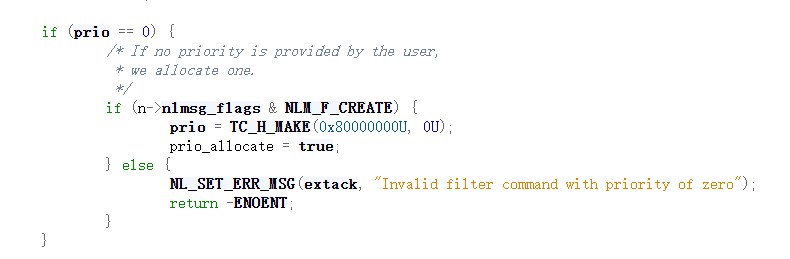 if (prio == 0) {
/* If no priority is provided by the user,
* we allocate one.
*/
if (n->nlmsg_flags & NLM_F_CREATE) {
prio = TC_H_MAKE(0x80000000U, 0U);
prio_allocate = true;
} else {
NL_SET_ERR_MSG(extack, "Invalid filter command with priority of zero");
return -ENOENT;
}
}